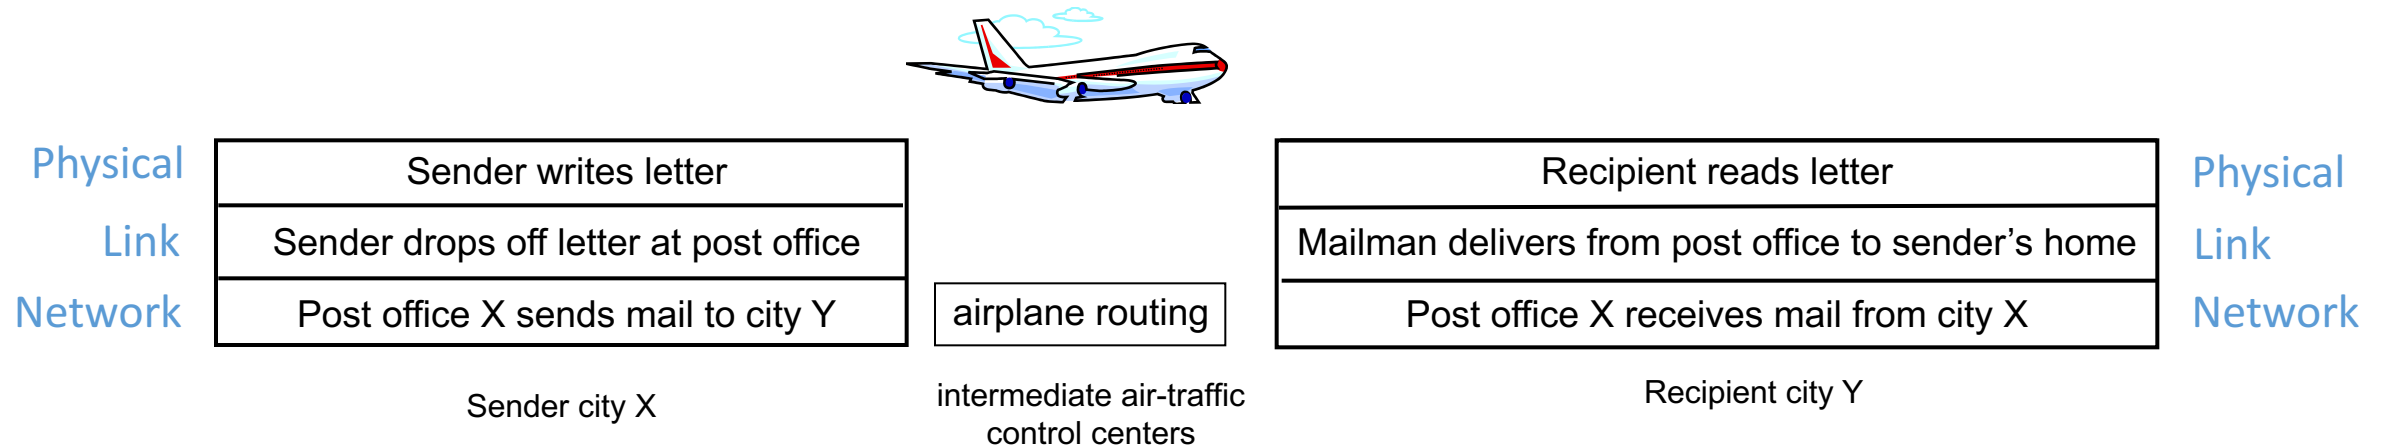 Physical
Sender writes letter
Recipient reads letter
Physical
Link
Sender drops off letter at post office
Mailman delivers from post office to sender's home
Link
Network
Post office X sends mail to city Y
airplane routing
Post office X receives mail from city X
Network
Sender city X
intermediate air-traffic
control centers
Recipient city Y